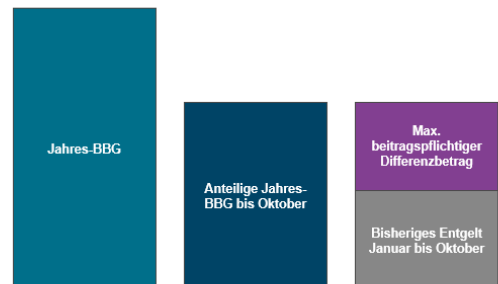 Jahres-BBG
Anteilige Jahres-
BBG bis Oktober
Max.
beitragspflichtiger
Differenzbetrag
Bisheriges Entgelt
Januar bis Oktober